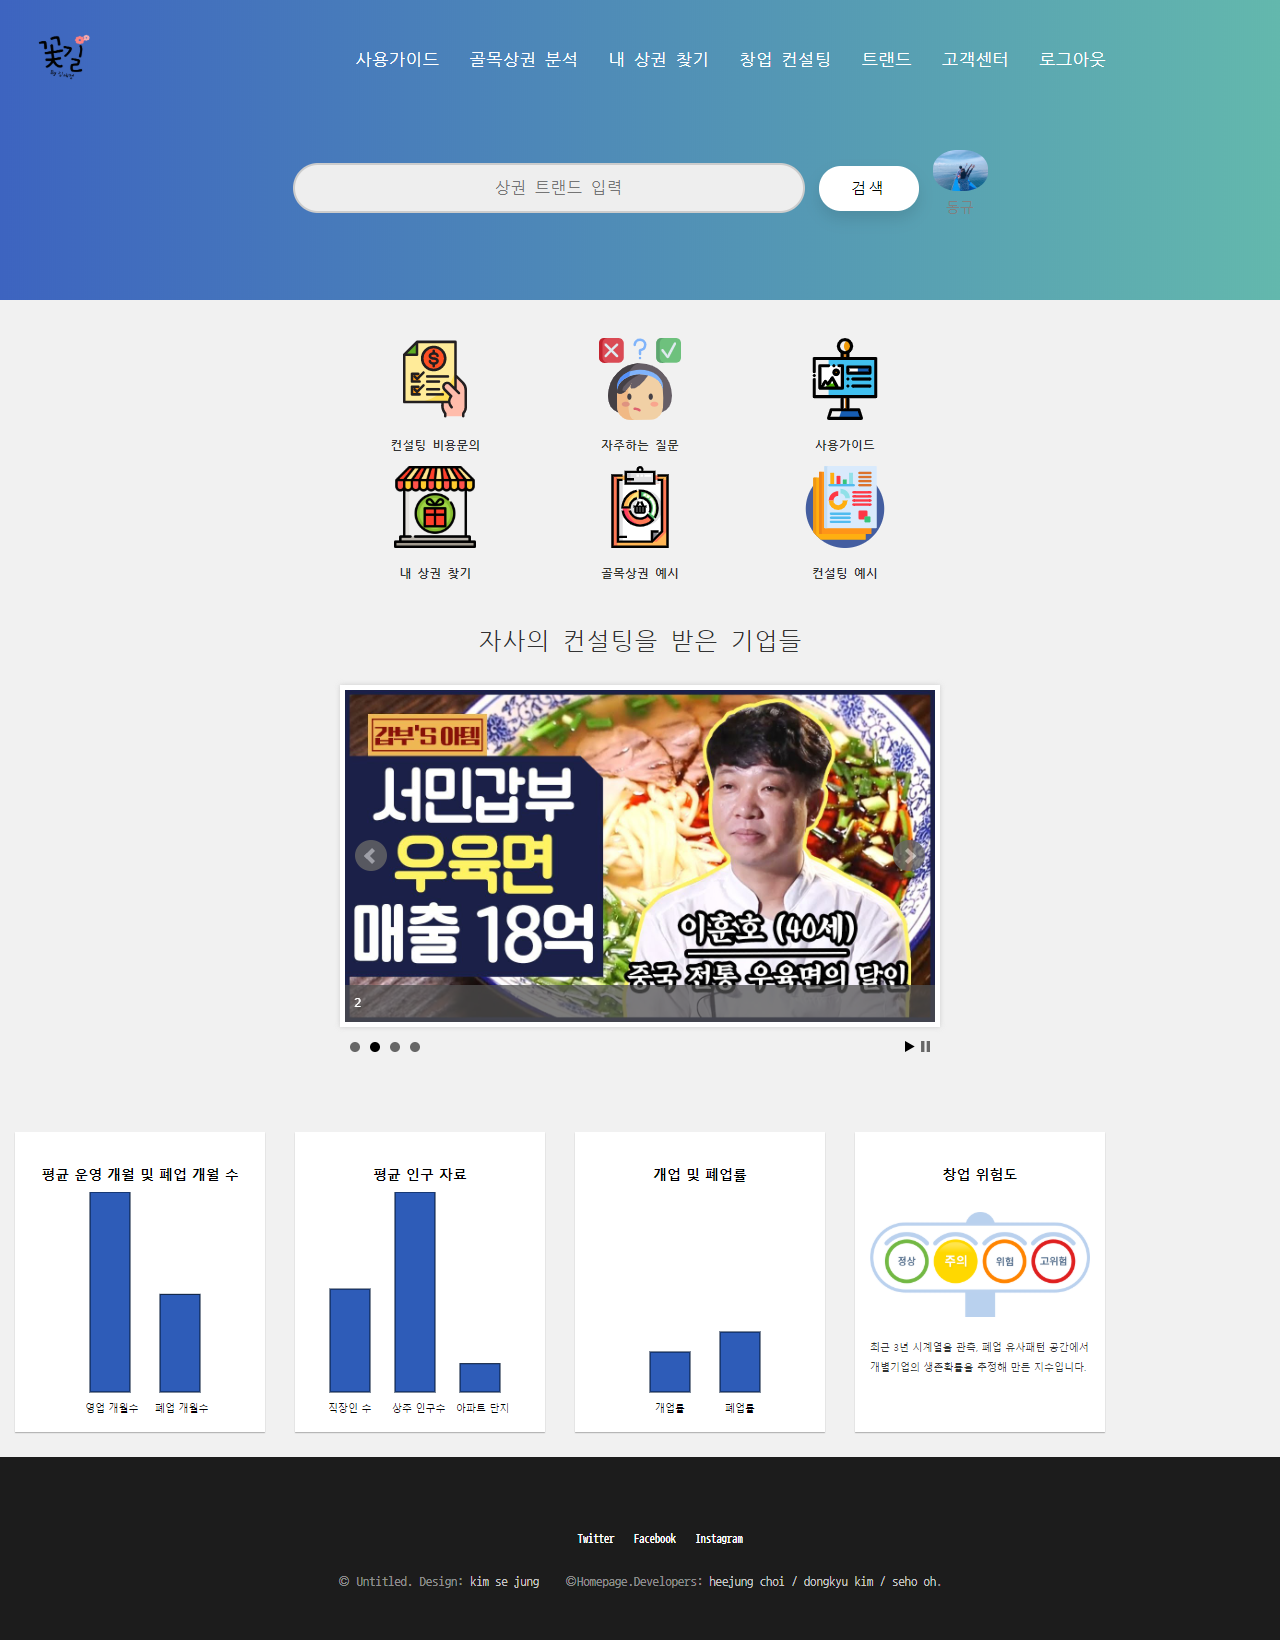 꽃길
사용가이드 골목상권 분석 내 상권 찾기 창업 컨설팅 트랜드 고객센터 로그아웃
상권 트랜드 입력 검색
동규
컨설팅 비용문의 자주하는 질문 사용가이드
내 상권 찾기 골목상권 예시 컨설팅 예시
자사의 컨설팅을 받은 기업들
갑부'S 아템
서민갑부
우육면
매출 18억
이훈호 (40세)
중국 전통 우육면의 달인
2
평균 운영 개월 및 폐업 개월 수 평균 인구 자료 개업 및 폐업률 창업 위험도
정상 주의 위험 고위험
최근 3년 시계열을 관측, 폐업 유사패턴 공간에서
개별기업의 생존확률을 추정해 만든 지수입니다.
영업 개월수 폐업 개월수 직장인 수 상주 인구수 아파트 단지 개업률 폐업률
Twitter Facebook Instagram
© Untitled. Design: kim se jung ©Homepage.Developers: heejung choi / dongkyu kim / seho oh.